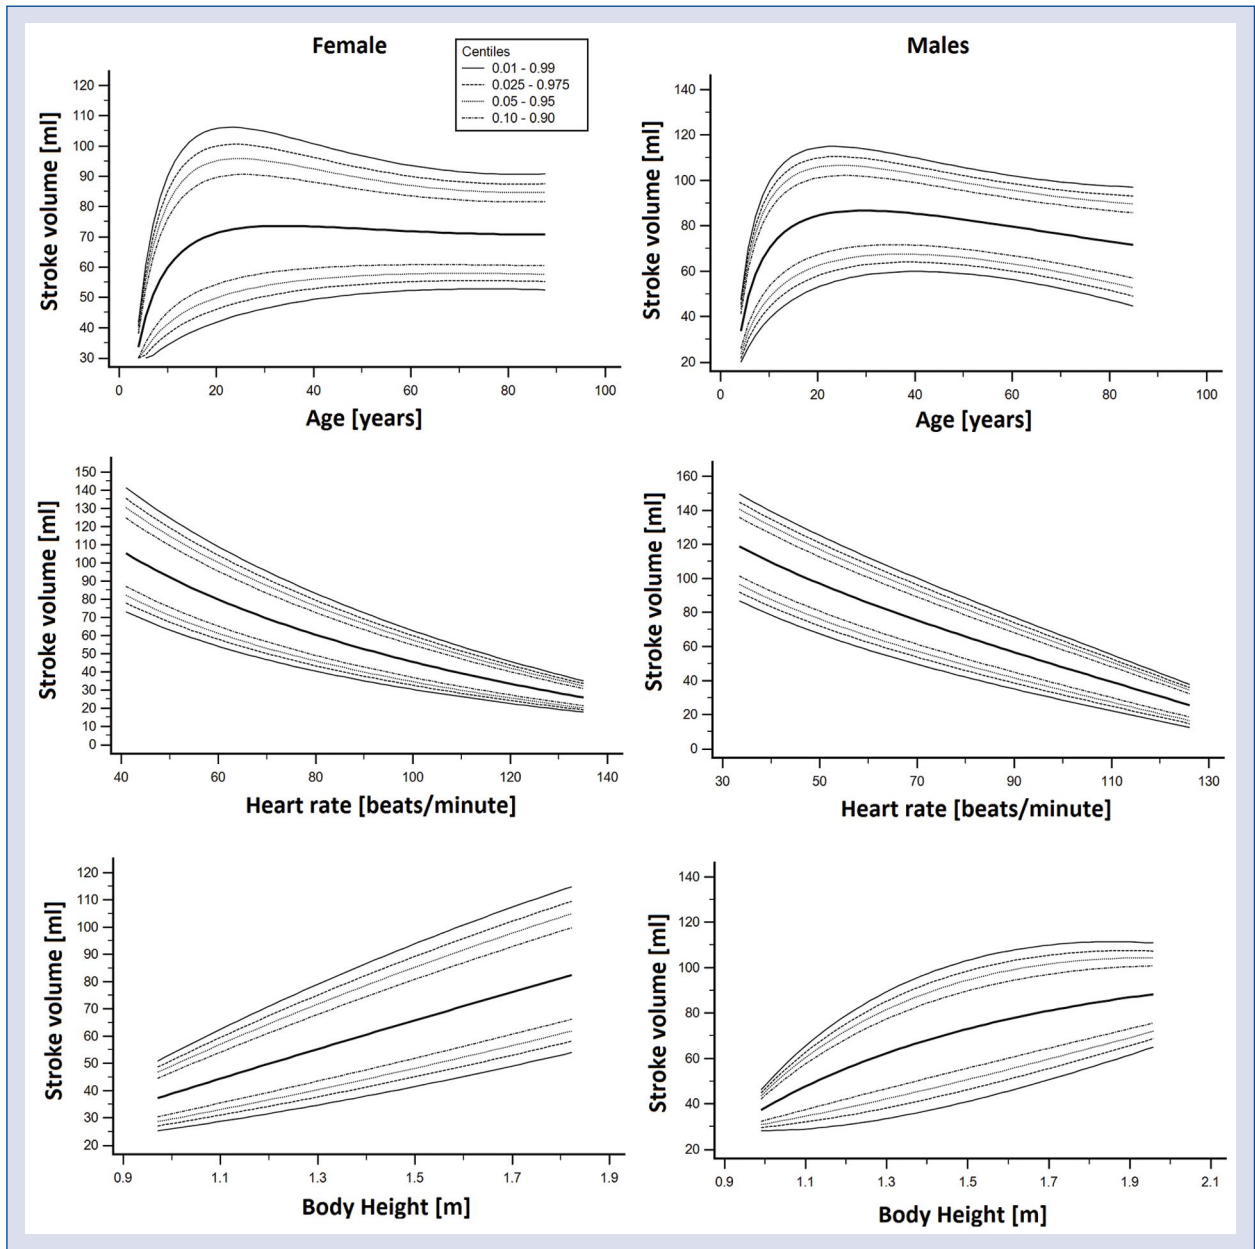 Female
Males
Centiles
0.01 - 0.99
0.025 - 0.975
0.05 - 0.95
0.10 - 0.90
Stroke volume [ml]
120
110
100
90
80
70
60
50
40
30
0 20 40 60 80 100
Age [years]
Stroke volume [ml]
140
120
100
80
60
40
20
0 20 40 60 80 100
Age [years]
Stroke volume [ml]
150
140
130
120
110
100
90
80
70
60
50
40
30
20
10
0
40 60 80 100 120 140
Heart rate [beats/minute]
Stroke volume [ml]
160
140
120
100
80
60
40
20
0
30 50 70 90 110 130
Heart rate [beats/minute]
Stroke volume [ml]
120
110
100
90
80
70
60
50
40
30
20
0.9 1.1 1.3 1.5 1.7 1.9
Body Height [m]
Stroke volume [ml]
140
120
100
80
60
40
20
0.9 1.1 1.3 1.5 1.7 1.9 2.1
Body Height [m]